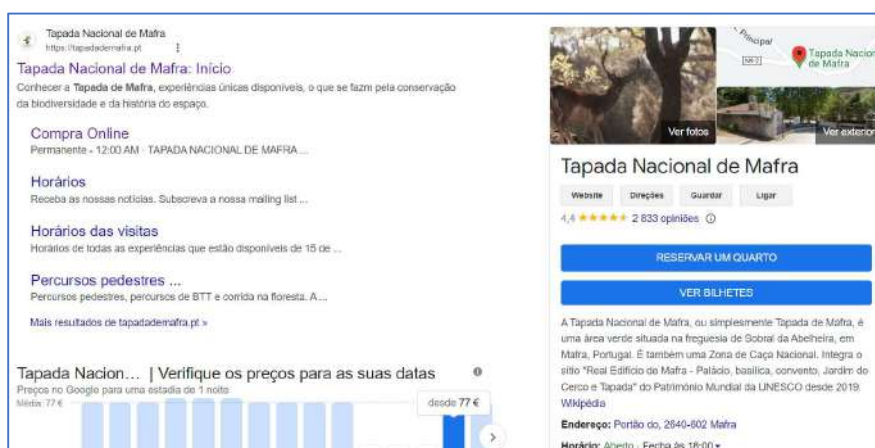 Tapada Nacional de Mafra
https://tapadademafra.pt
Tapada Nacional de Mafra: Início
Conhecer a Tapada de Mafra, experiências únicas disponíveis, o que se fazm pela conservação
da biodiversidade e da história do espaço.
Compra Online
Permanente - 12:00 AM · TAPADA NACIONAL DE MAFRA ...
Horários
Receba as nossas notícias. Subscreva a nossa mailing list ...
Horários das visitas
Horários de todas as experiências que estão disponíveis de 15 de ...
Percursos pedestres ...
Percursos pedestres, percursos de BTT e corrida na floresta. A ...
Mais resultados de tapadademafra.pt »
Tapada Nacion... | Verifique os preços para as suas datas
Preços no Google para uma estadia de 1 noite
Média: 77 €
desde 77 €
Principal
Tapada Nacion
de Mafra
Ver fotos
Ver exterior
Tapada Nacional de Mafra
Website Direções Guardar Ligar
4,4 2 833 opiniões
RESERVAR UM QUARTO
VER BILHETES
A Tapada Nacional de Mafra, ou simplesmente Tapada de Mafra, é
uma área verde situada na freguesia de Sobral da Abelheira, em
Mafra, Portugal. É também uma Zona de Caça Nacional. Integra o
sítio "Real Edifício de Mafra - Palácio, basílica, convento, Jardim do
Cerco e Tapada" do Património Mundial da UNESCO desde 2019.
Wikipédia
Endereço: Portão do, 2640-602 Mafra
Horário: Aberto · Fecha às 18:00